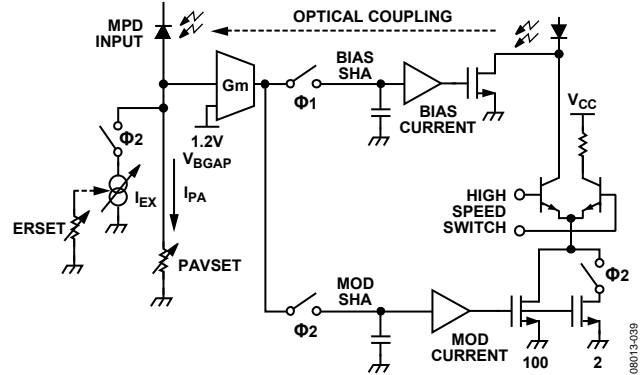 MPD
INPUT
OPTICAL COUPLING
Gm
Φ1
BIAS
SHA
BIAS
CURRENT
VCC
Φ2
1.2V
VBGAP
IEX
IPA
ERSET
PAVSET
HIGH
SPEED
SWITCH
Φ2
MOD
SHA
Φ2
MOD
CURRENT
100
2
08013-039